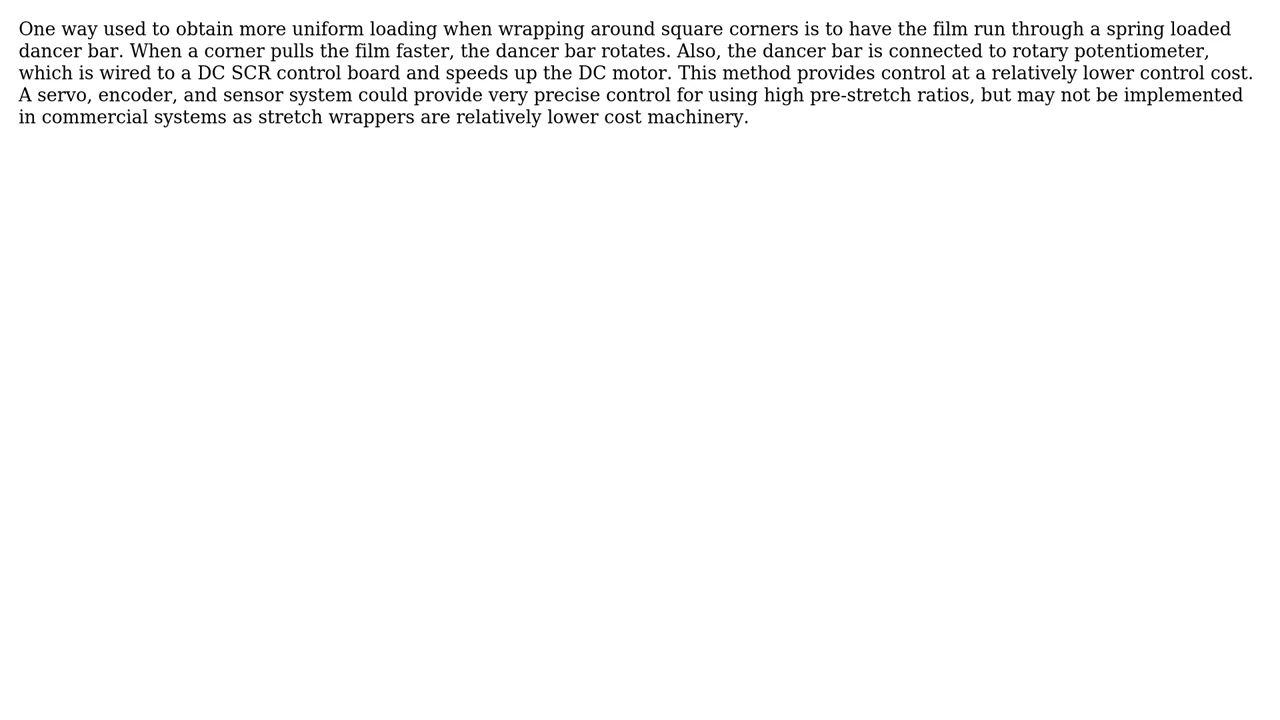 One way used to obtain more uniform loading when wrapping around square corners is to have the film run through a spring loaded
dancer bar. When a corner pulls the film faster, the dancer bar rotates. Also, the dancer bar is connected to rotary potentiometer,
which is wired to a DC SCR control board and speeds up the DC motor. This method provides control at a relatively lower control cost.
A servo, encoder, and sensor system could provide very precise control for using high pre-stretch ratios, but may not be implemented
in commercial systems as stretch wrappers are relatively lower cost machinery.